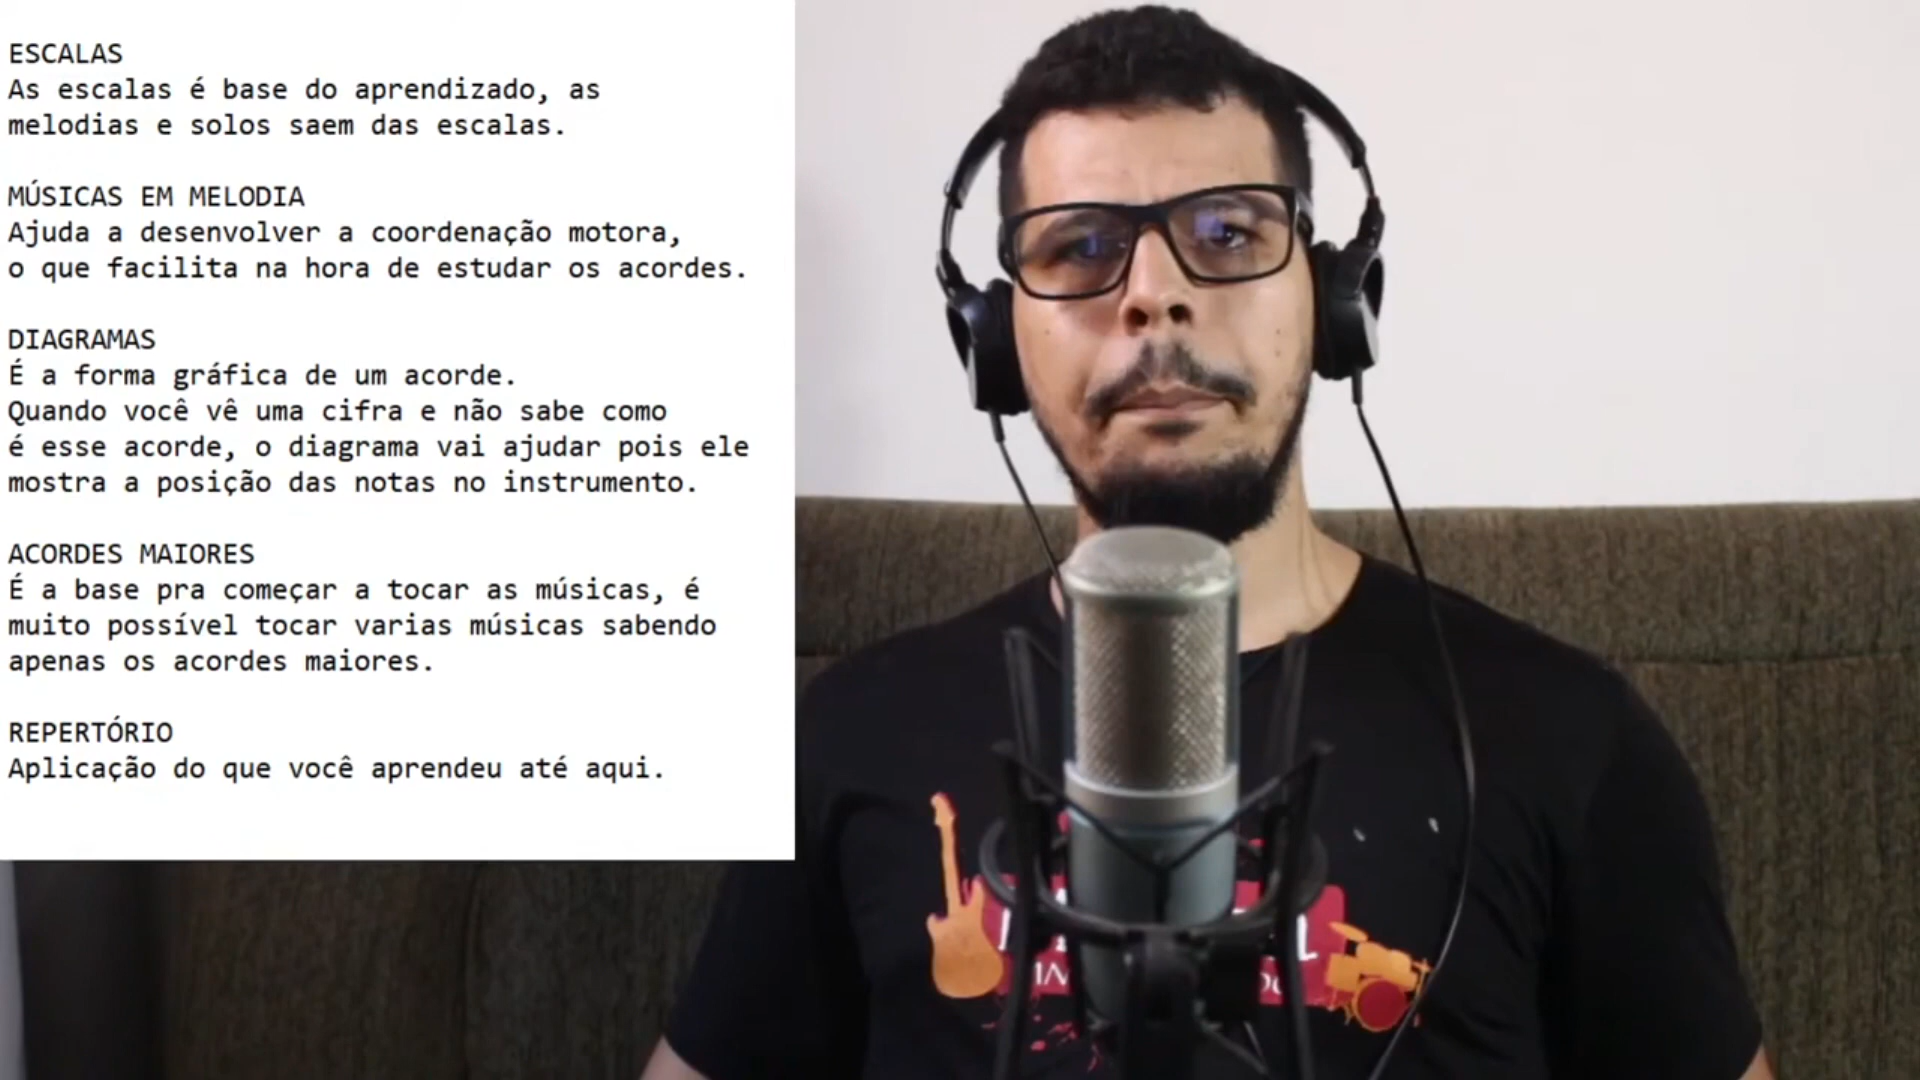 ESCALAS
As escalas é base do aprendizado, as
melodias e solos saem das escalas.
MÚSICAS EM MELODIA
Ajuda a desenvolver a coordenação motora,
o que facilita na hora de estudar os acordes.
DIAGRAMAS
É a forma gráfica de um acorde.
Quando você vê uma cifra e não sabe como
é esse acorde, o diagrama vai ajudar pois ele
mostra a posição das notas no instrumento.
ACORDES MAIORES
É a base pra começar a tocar as músicas, é
muito possível tocar varias músicas sabendo
apenas os acordes maiores.
REPERTÓRIO
Aplicação do que você aprendeu até aqui.